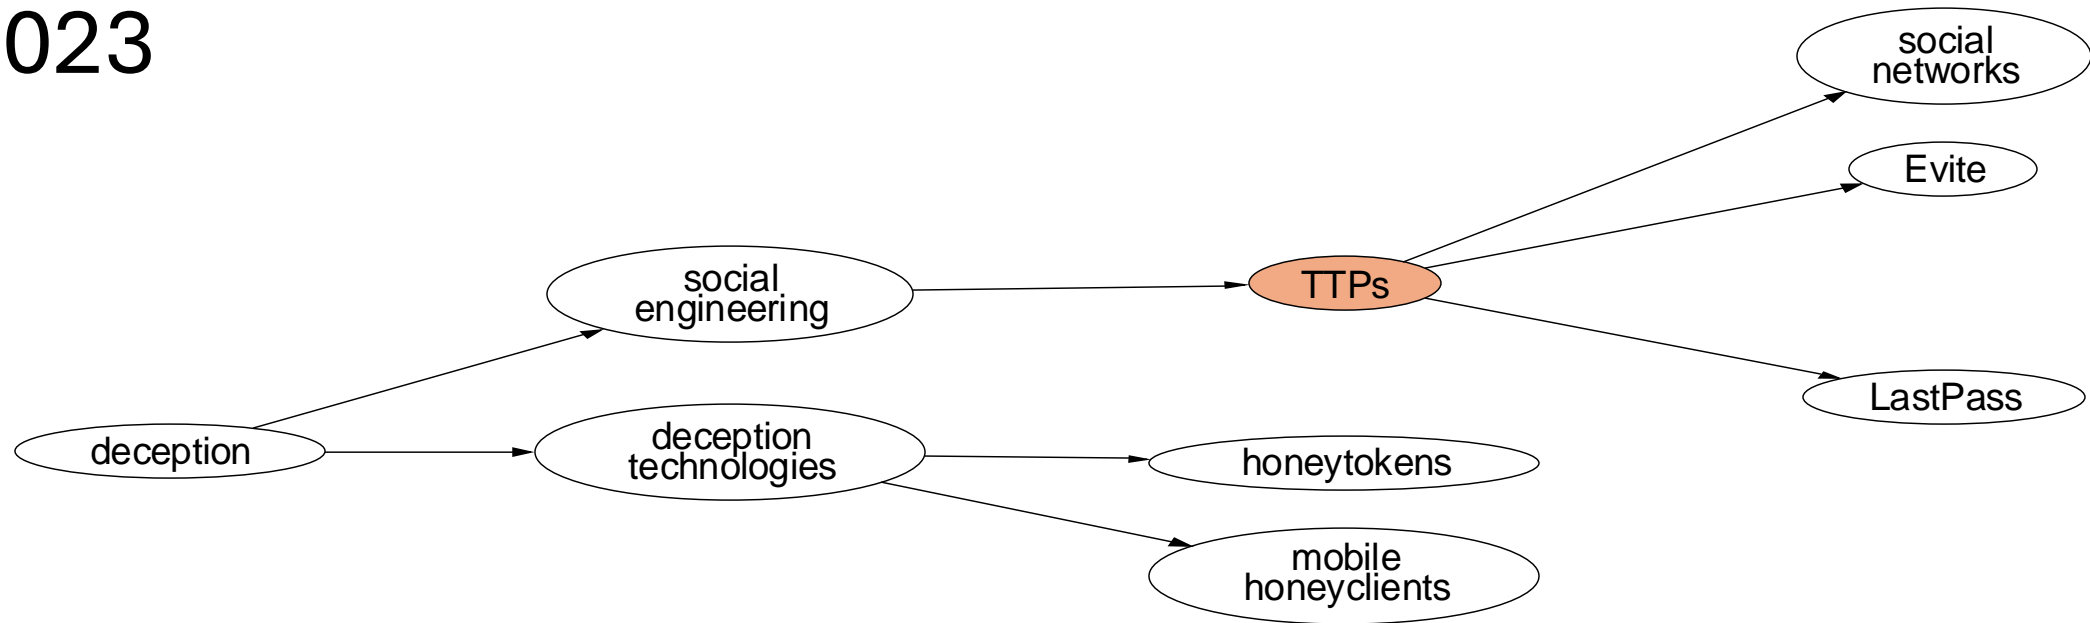 023
social
networks
Evite
social
engineering
TTPs
LastPass
deception
deception
technologies
honeytokens
mobile
honeyclients